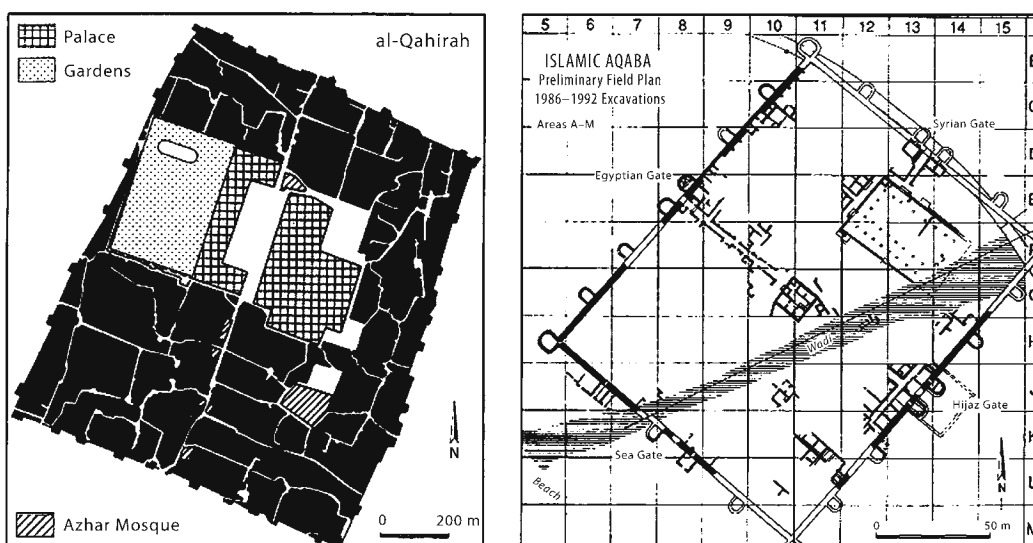 Palace
Gardens
al-Qahirah
N
Azhar Mosque
0 200 m
5 6 7 8 9 10 11 12 13 14 15
ISLAMIC AQABA
Preliminary Field Plan
1986–1992 Excavations
Areas A–M
Syrian Gate
Egyptian Gate
Wadi
Hijaz Gate
Sea Gate
Beach
N
0 50 m
E
H
K
L
M